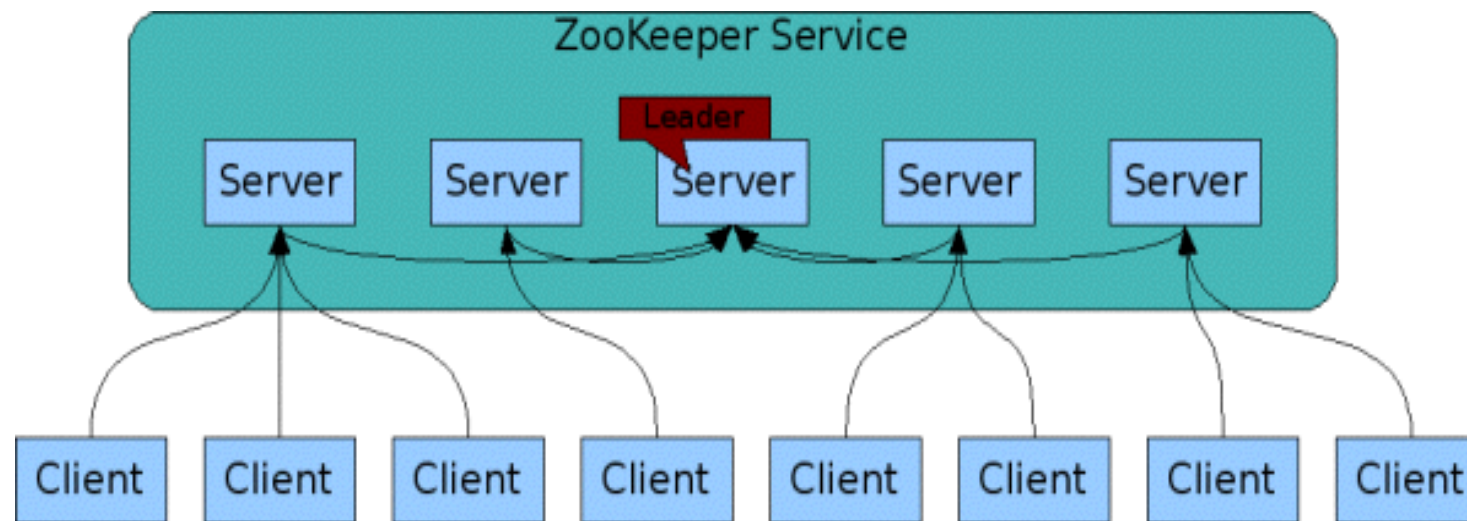 ZooKeeper Service
Leader
Server Server Server Server Server
Client Client Client Client Client Client Client Client